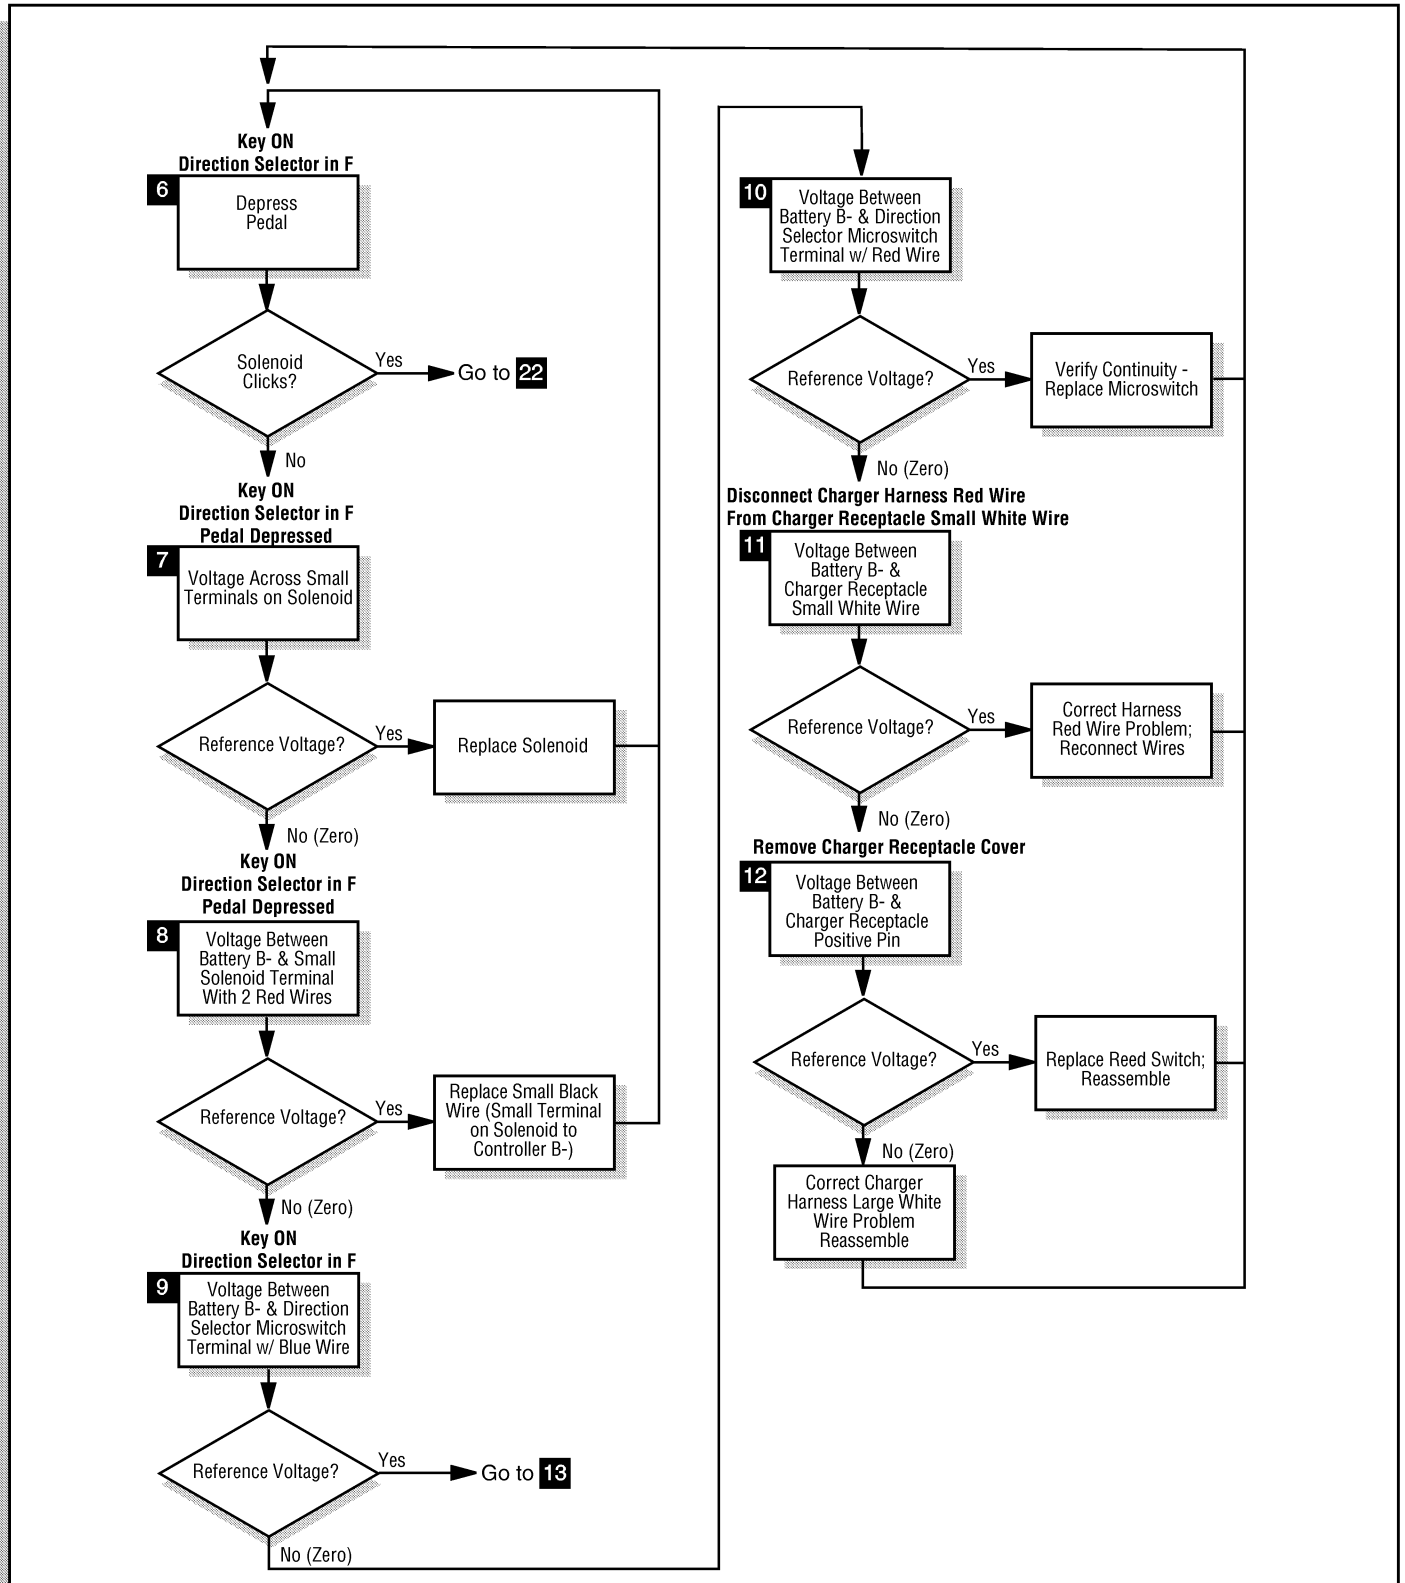 Key ON
Direction Selector in F
6
Depress
Pedal
Solenoid
Clicks?
Yes
Go to 22
No
Key ON
Direction Selector in F
Pedal Depressed
7
Voltage Across Small
Terminals on Solenoid
Reference Voltage?
Yes
Replace Solenoid
No (Zero)
Key ON
Direction Selector in F
Pedal Depressed
8
Voltage Between
Battery B- & Small
Solenoid Terminal
With 2 Red Wires
Reference Voltage?
Yes
Replace Small Black
Wire (Small Terminal
on Solenoid to
Controller B-)
No (Zero)
Key ON
Direction Selector in F
9
Voltage Between
Battery B- & Direction
Selector Microswitch
Terminal w/ Blue Wire
Reference Voltage?
Yes
Go to 13
No (Zero)
10
Voltage Between
Battery B- & Direction
Selector Microswitch
Terminal w/ Red Wire
Reference Voltage?
Yes
Verify Continuity -
Replace Microswitch
No (Zero)
Disconnect Charger Harness Red Wire
From Charger Receptacle Small White Wire
11
Voltage Between
Battery B- &
Charger Receptacle
Small White Wire
Reference Voltage?
Yes
Correct Harness
Red Wire Problem;
Reconnect Wires
No (Zero)
Remove Charger Receptacle Cover
12
Voltage Between
Battery B- &
Charger Receptacle
Positive Pin
Reference Voltage?
Yes
Replace Reed Switch;
Reassemble
No (Zero)
Correct Charger
Harness Large White
Wire Problem
Reassemble